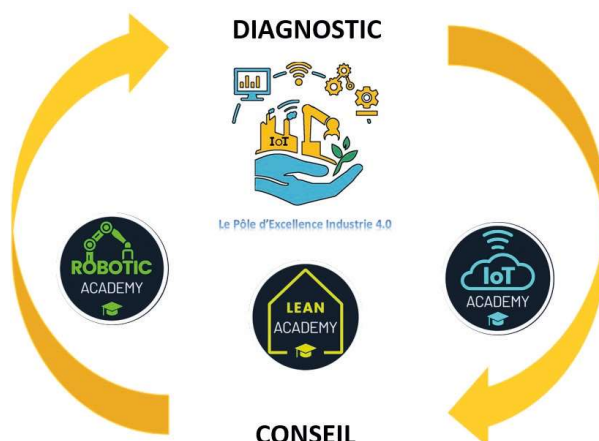 DIAGNOSTIC
IoT
Le Pôle d'Excellence Industrie 4.0
ROBOTIC
ACADEMY
LEAN
ACADEMY
IoT
ACADEMY
CONSEIL